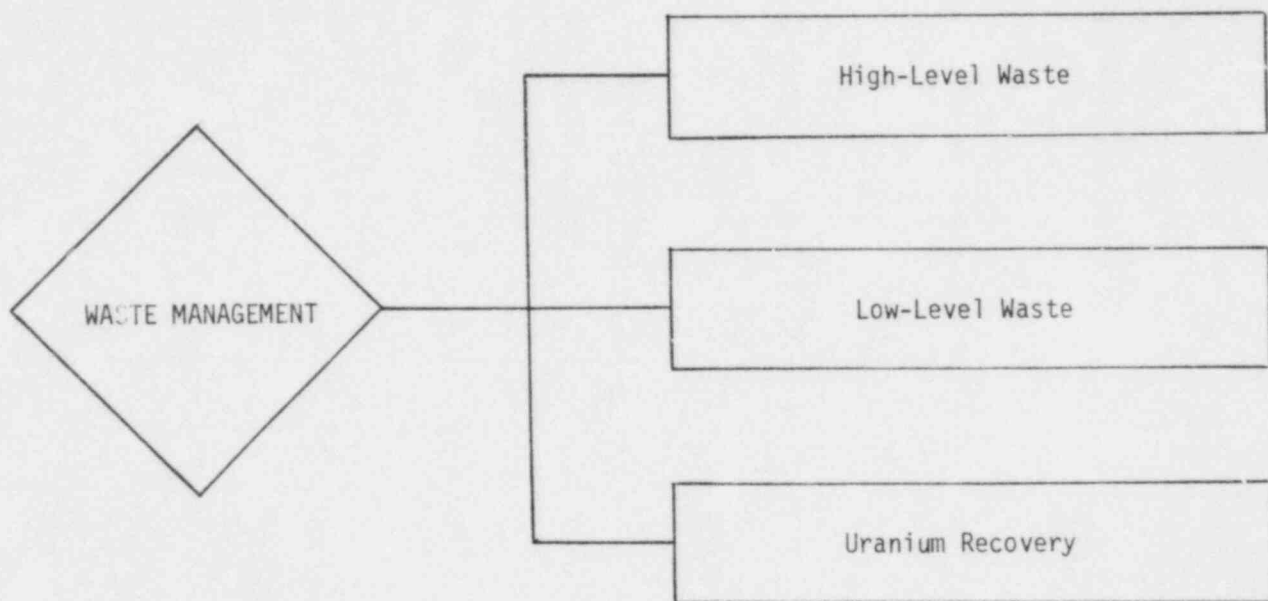 High-Level Waste
WASTE MANAGEMENT
Low-Level Waste
Uranium Recovery